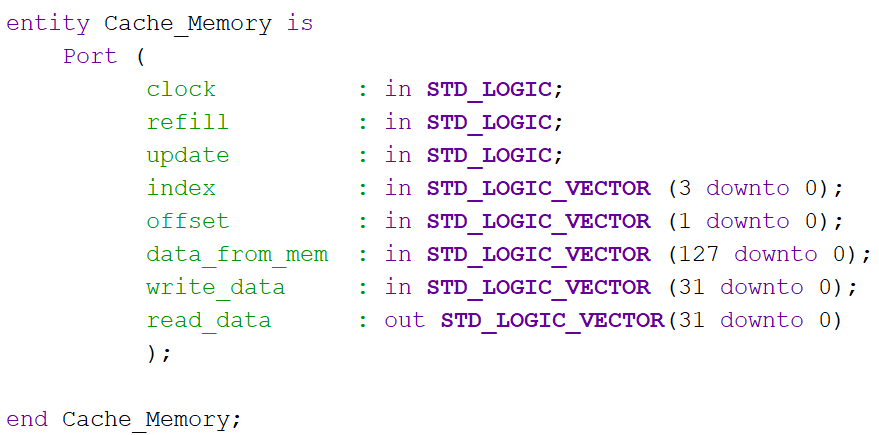 entity Cache_Memory is
    Port (
          clock          : in STD_LOGIC;
          refill         : in STD_LOGIC;
          update         : in STD_LOGIC;
          index          : in STD_LOGIC_VECTOR (3 downto 0);
          offset         : in STD_LOGIC_VECTOR (1 downto 0);
          data_from_mem  : in STD_LOGIC_VECTOR (127 downto 0);
          write_data     : in STD_LOGIC_VECTOR (31 downto 0);
          read_data      : out STD_LOGIC_VECTOR(31 downto 0)
          );
end Cache_Memory;